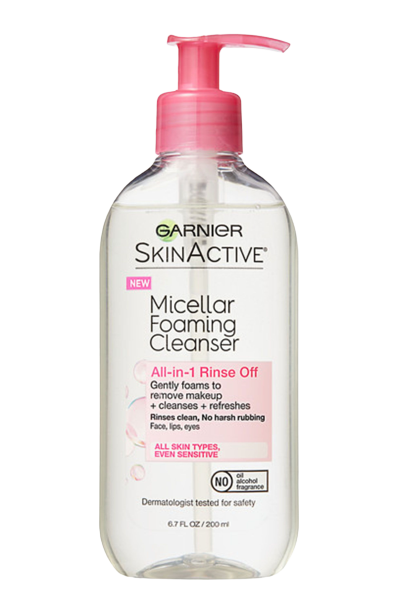 GARNIER
SKINACTIVE®
NEW
Micellar
Foaming
Cleanser
All-in-1 Rinse Off
Gently foams to
remove makeup
+ cleanses + refreshes
Rinses clean, No harsh rubbing
Face, lips, eyes
ALL SKIN TYPES,
EVEN SENSITIVE
NO
oil
alcohol
fragrance
Dermatologist tested for safety
6.7 FL OZ / 200 ml